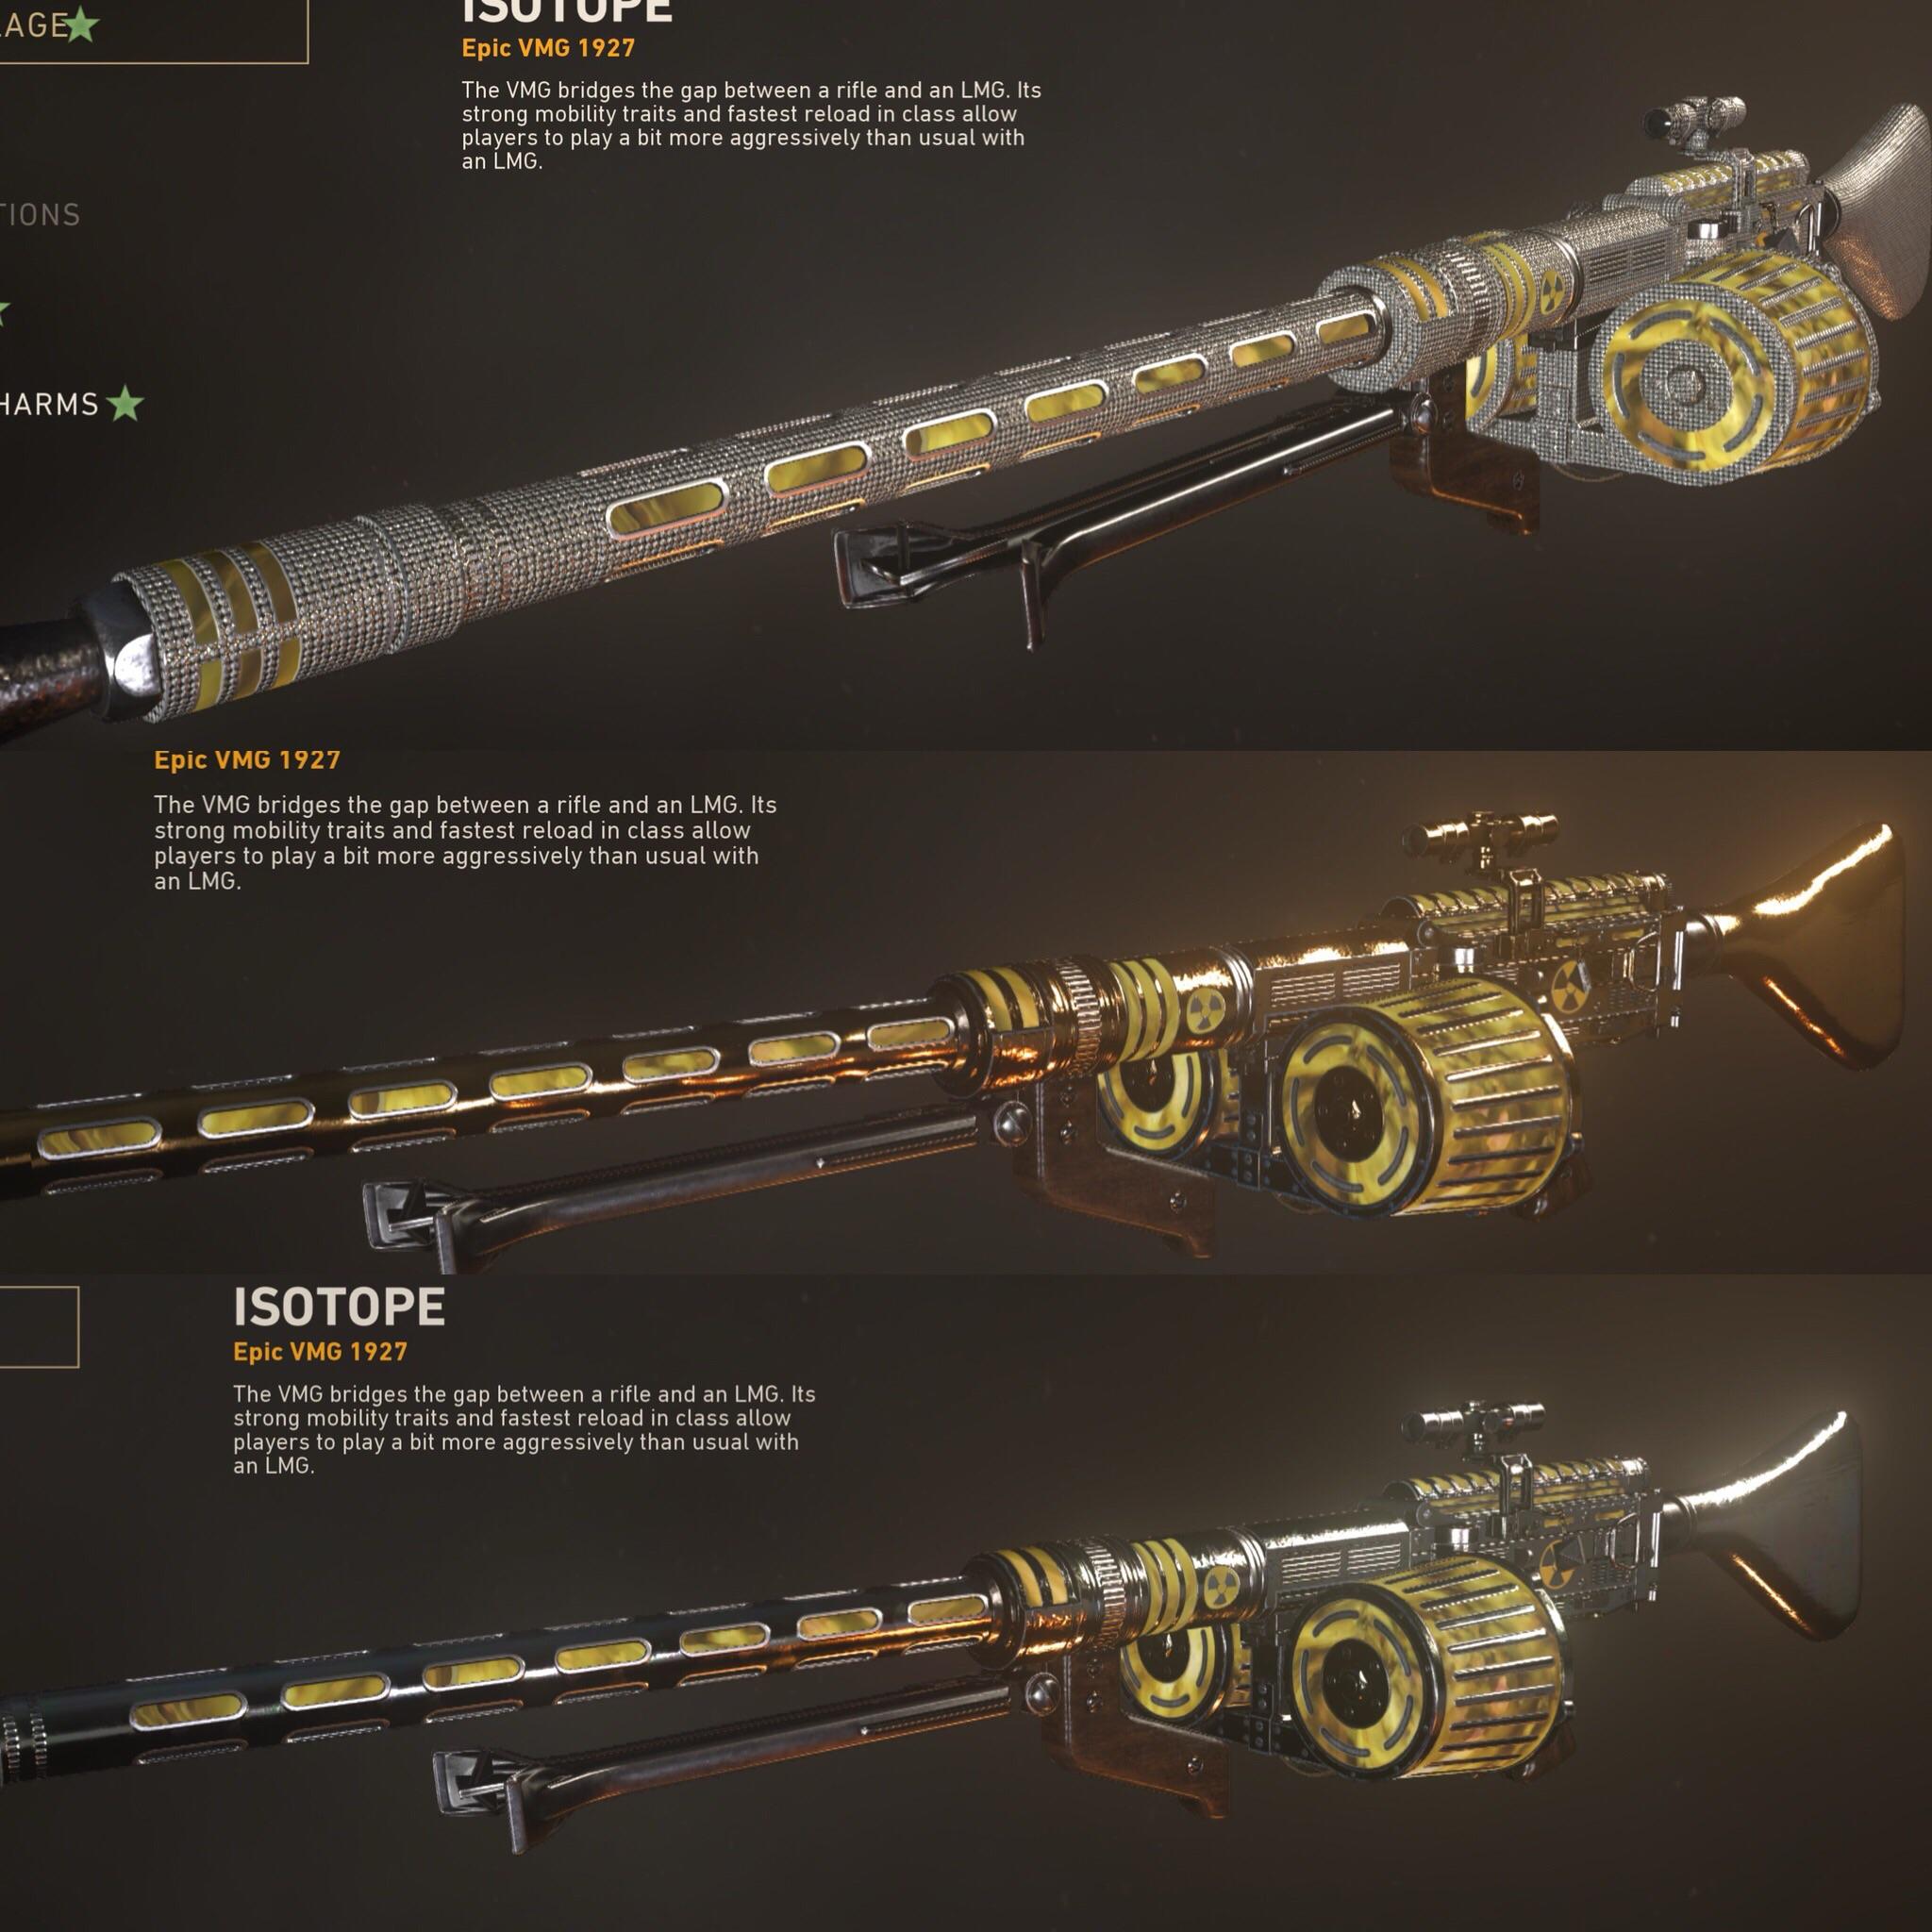 LAGE
ISOTOPE
Epic VMG 1927
The VMG bridges the gap between a rifle and an LMG. Its
strong mobility traits and fastest reload in class allow
players to play a bit more aggressively than usual with
an LMG.
TIONS
HARMS
Epic VMG 1927
The VMG bridges the gap between a rifle and an LMG. Its
strong mobility traits and fastest reload in class allow
players to play a bit more aggressively than usual with
an LMG.
ISOTOPE
Epic VMG 1927
The VMG bridges the gap between a rifle and an LMG. Its
strong mobility traits and fastest reload in class allow
players to play a bit more aggressively than usual with
an LMG.